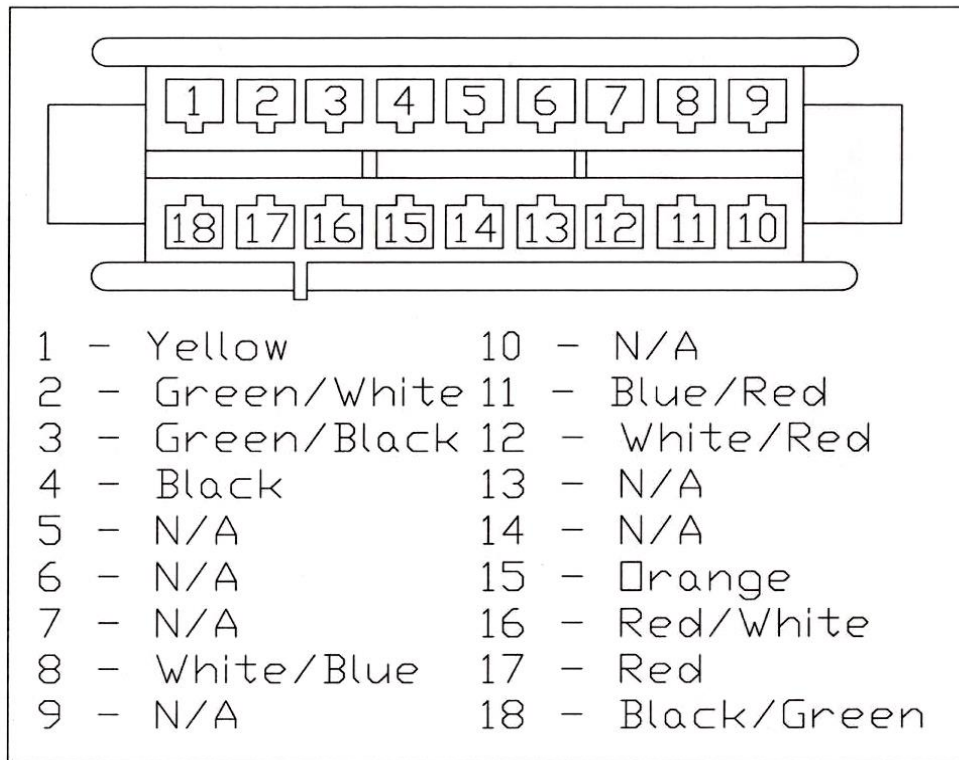 1 2 3 4 5 6 7 8 9
18 17 16 15 14 13 12 11 10
1 - Yellow
2 - Green/White
3 - Green/Black
4 - Black
5 - N/A
6 - N/A
7 - N/A
8 - White/Blue
9 - N/A
10 - N/A
11 - Blue/Red
12 - White/Red
13 - N/A
14 - N/A
15 - Orange
16 - Red/White
17 - Red
18 - Black/Green